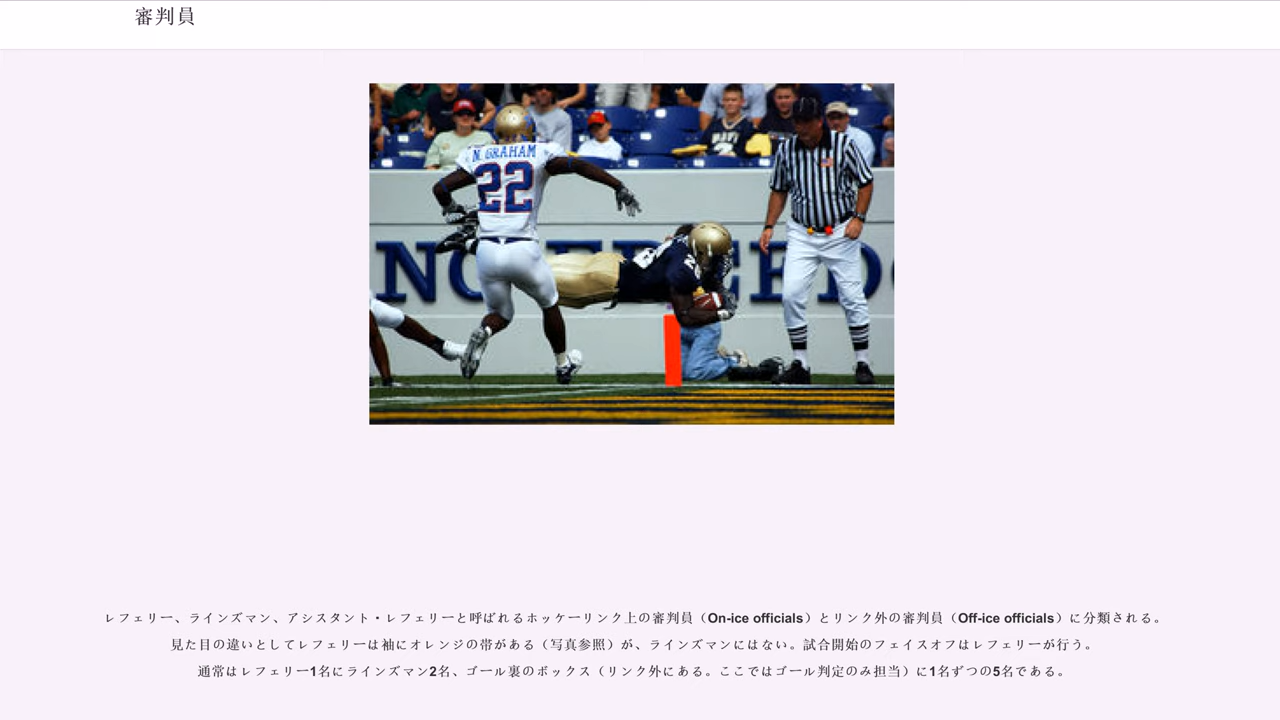 審判員
N. GRAHAM
22
レフェリー、ラインズマン、アシスタント・レフェリーと呼ばれるホッケーリンク上の審判員（On-ice officials）とリンク外の審判員（Off-ice officials）に分類される。
見た目の違いとしてレフェリーは袖にオレンジの帯がある（写真参照）が、ラインズマンにはない。試合開始のフェイスオフはレフェリーが行う。
通常はレフェリー1名にラインズマン2名、ゴール裏のボックス（リンク外にある。ここではゴール判定のみ担当）に1名ずつの5名である。